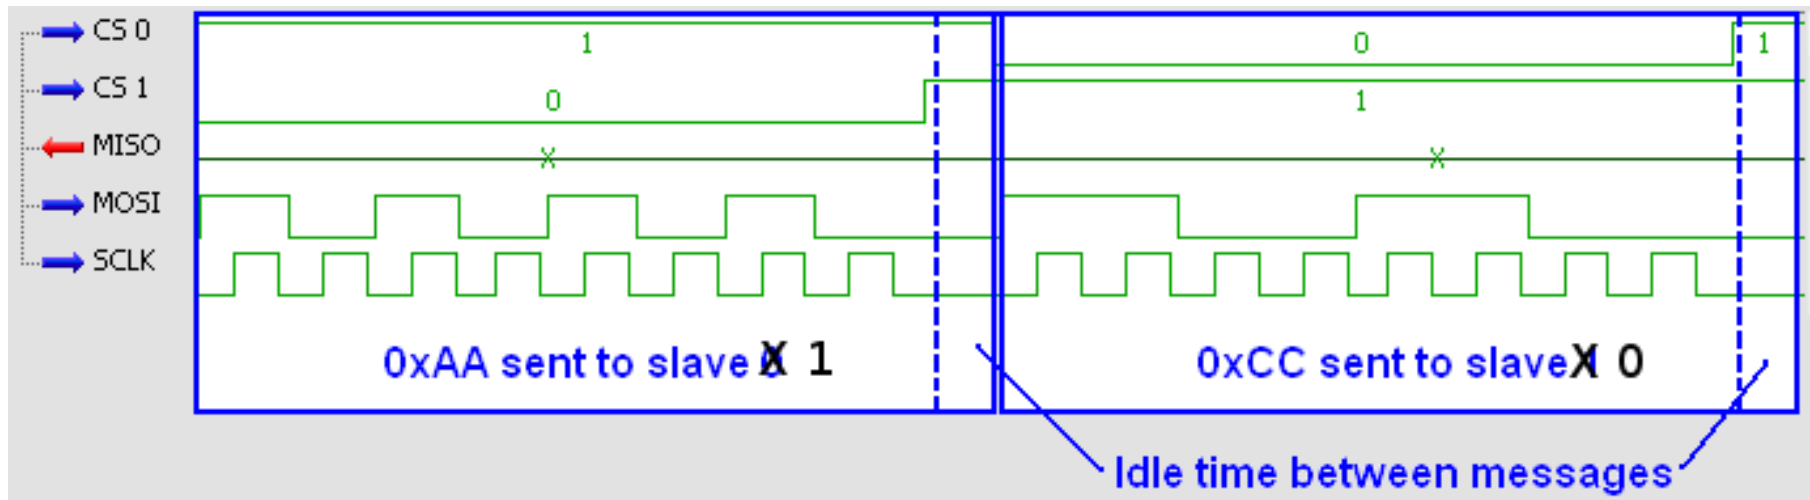 CS 0
1
0
1
CS 1
0
1
MISO
X
X
MOSI
SCLK
0xAA sent to slave X 1
0xCC sent to slave X 0
Idle time between messages